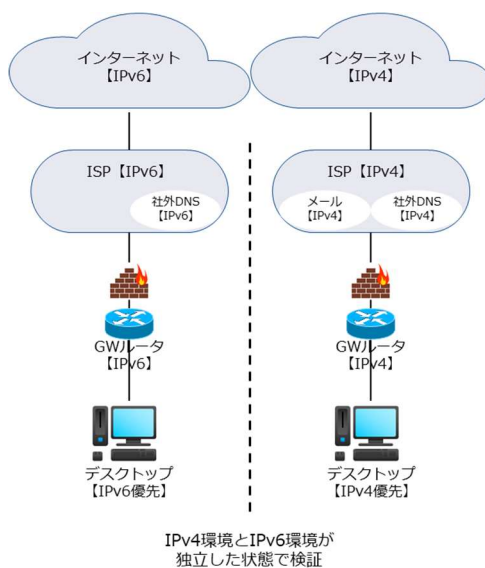 インターネット
【IPv6】
インターネット
【IPv4】
ISP【IPv6】
社外DNS
【IPv6】
ISP【IPv4】
メール
【IPv4】
社外DNS
【IPv4】
GWルータ
【IPv6】
GWルータ
【IPv4】
デスクトップ
【IPv6優先】
デスクトップ
【IPv4優先】
IPv4環境とIPv6環境が
独立した状態で検証